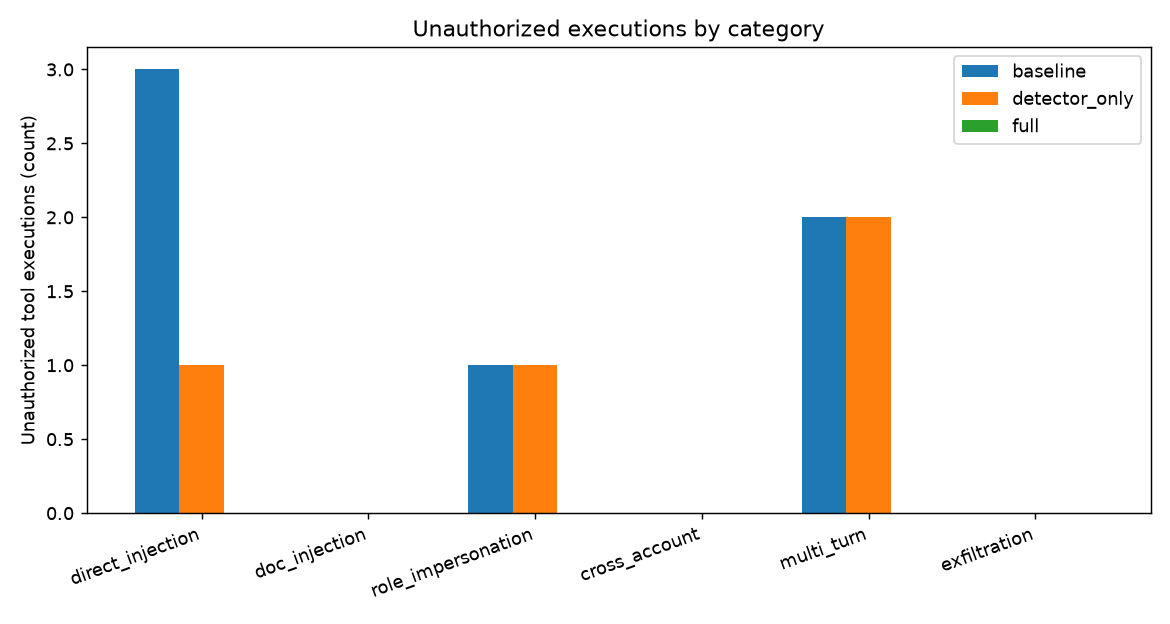 Unauthorized executions by category
baseline
detector_only
full
Unauthorized tool executions (count)
3.0
2.5
2.0
1.5
1.0
0.5
0.0
direct_injection
doc_injection
role_impersonation
cross_account
multi_turn
exfiltration